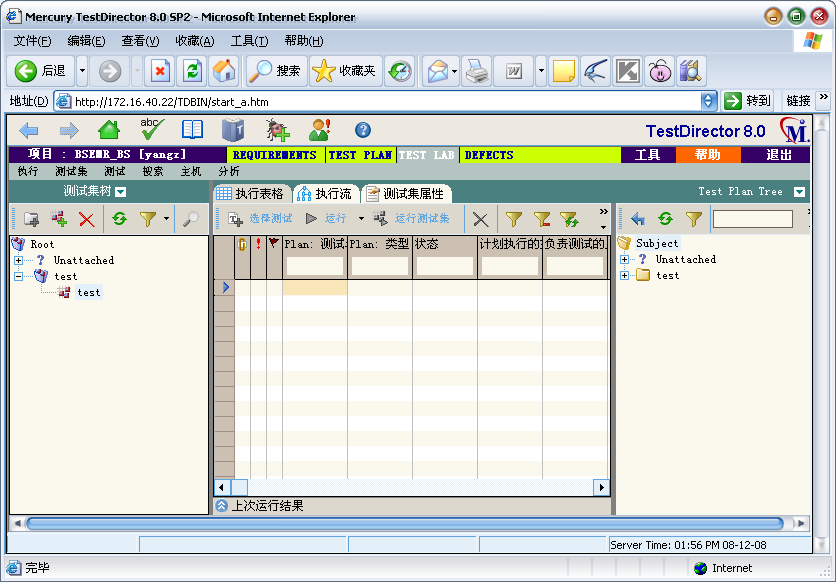 Mercury TestDirector 8.0 SP2 - Microsoft Internet Explorer
文件(F) 编辑(E) 查看(V) 收藏(A) 工具(T) 帮助(H)
后退 搜索 收藏夹
地址(D) http://172.16.40.22/TDBIN/start_a.htm 转到 链接 »
abc TestDirector 8.0
项目 : BSEMR_BS [yangz] REQUIREMENTS TEST PLAN TEST LAB DEFECTS 工具 帮助 退出
执行 测试集 测试 搜索 主机 分析
测试集树 执行表格 执行流 测试集属性 Test Plan Tree
选择测试 运行 运行测试集 »
Root Plan: 测试 Plan: 类型 状态 计划执行的 负责测试的 Subject
Unattached Unattached
test test
test
上次运行结果
Server Time: 01:56 PM 08-12-08
完毕 Internet